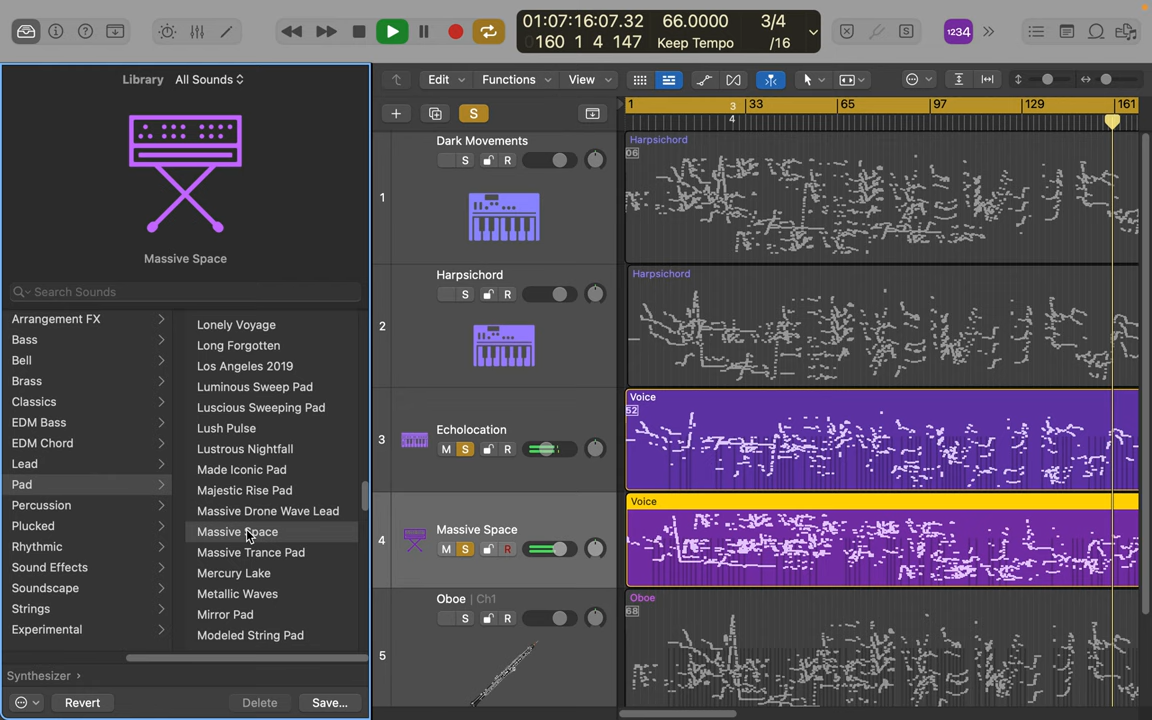 01:07:16:07.32
66.0000
3/4
160 1 4 147
Keep Tempo
/16
1234
Library
All Sounds
Massive Space
Search Sounds
Arrangement FX
Bass
Bell
Brass
Classics
EDM Bass
EDM Chord
Lead
Pad
Percussion
Plucked
Rhythmic
Sound Effects
Soundscape
Strings
Experimental
Lonely Voyage
Long Forgotten
Los Angeles 2019
Luminous Sweep Pad
Luscious Sweeping Pad
Lush Pulse
Lustrous Nightfall
Made Iconic Pad
Majestic Rise Pad
Massive Drone Wave Lead
Massive Space
Massive Trance Pad
Mercury Lake
Metallic Waves
Mirror Pad
Modeled String Pad
Synthesizer
Revert
Delete
Save...
Edit
Functions
View
S
1
33
65
97
129
161
3
4
1
Dark Movements
S
R
Harpsichord
06
2
Harpsichord
S
R
Harpsichord
3
Echolocation
M
S
R
Voice
52
4
Massive Space
M
S
R
Voice
5
Oboe | Ch1
S
R
Oboe
68